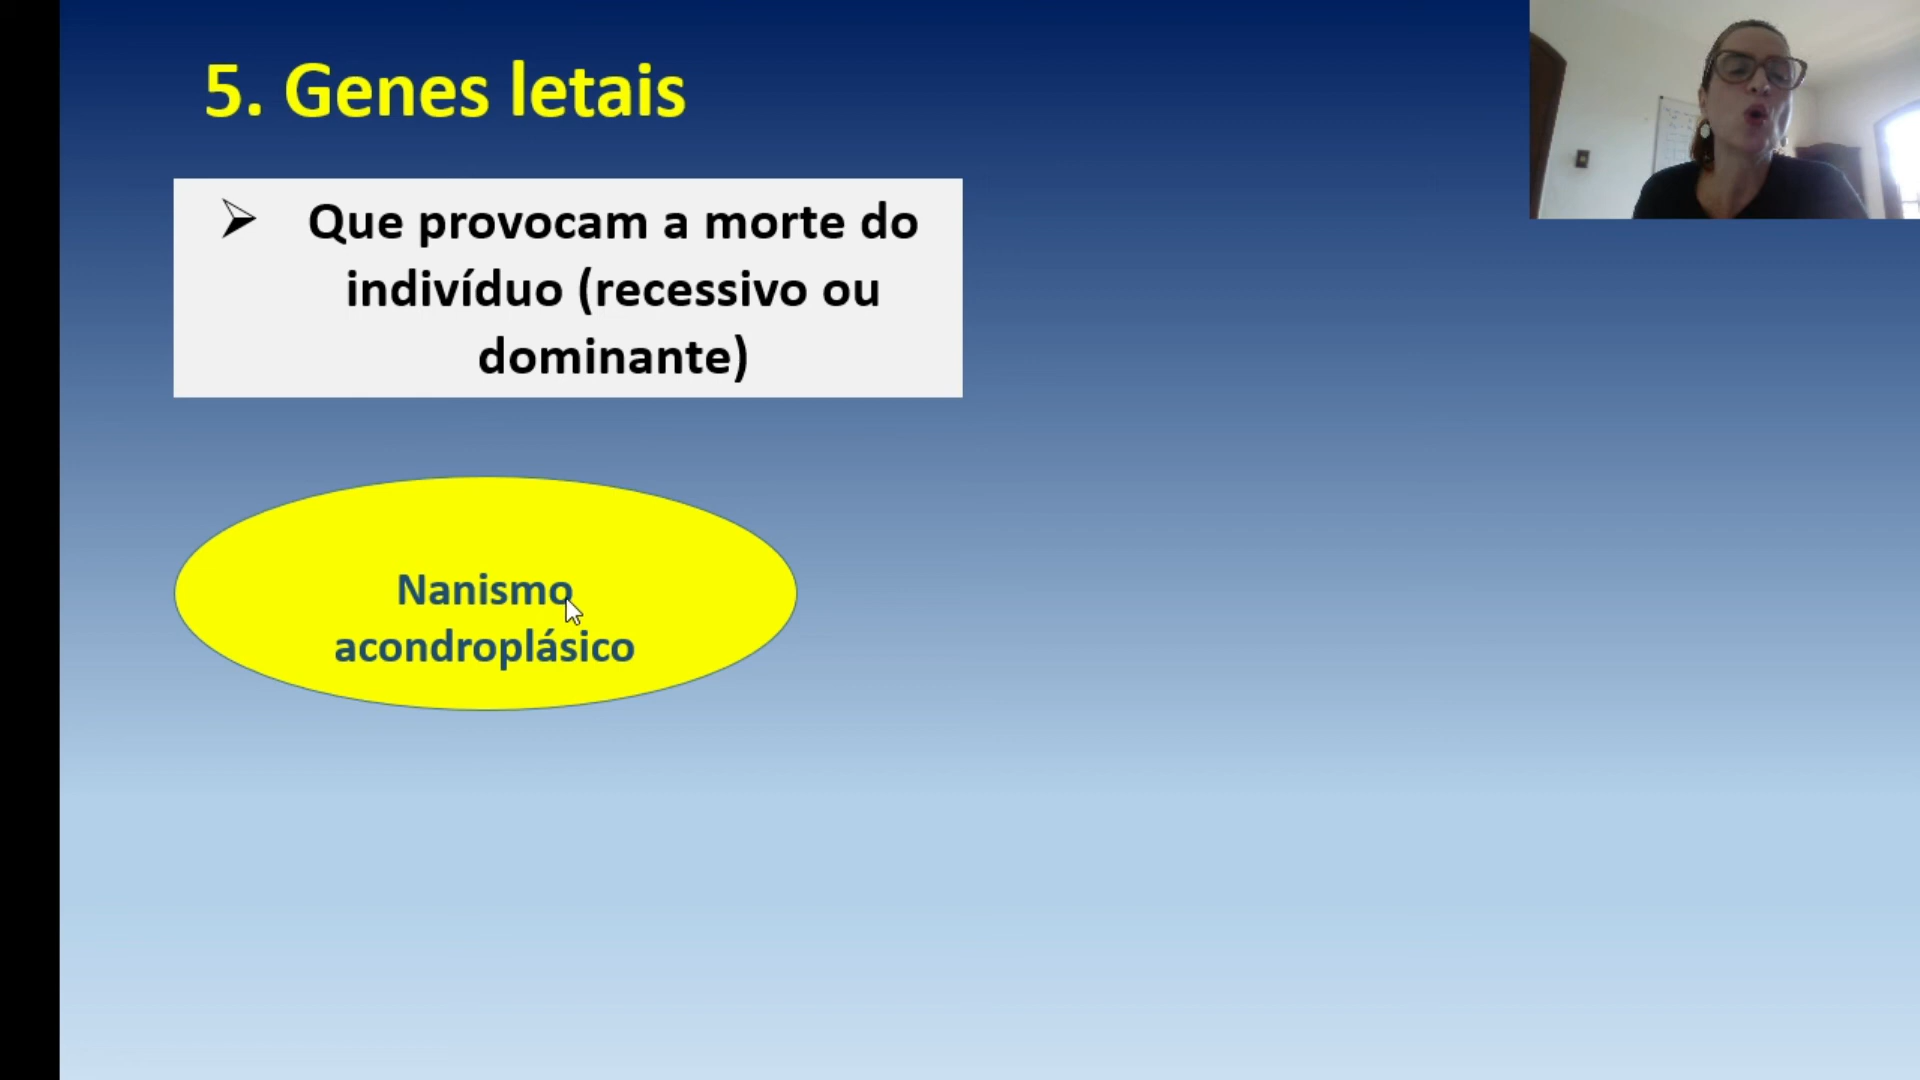 5. Genes letais
➢ Que provocam a morte do
indivíduo (recessivo ou
dominante)
Nanismo
acondroplásico